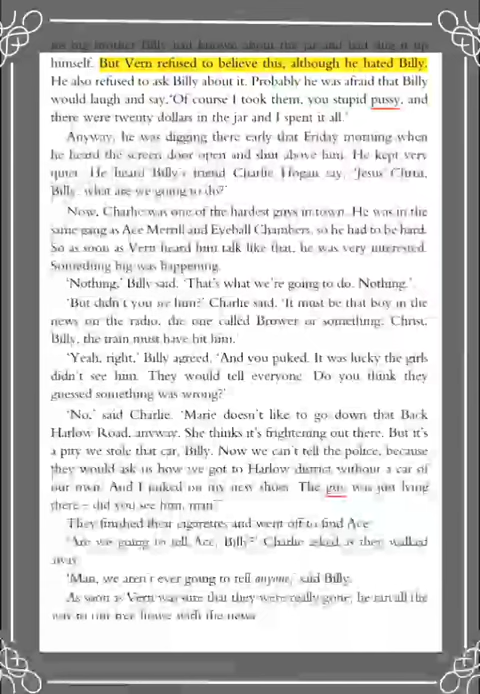 his big brother Billy had known about the jar and had dug it up
himself. But Vern refused to believe this, although he hated Billy.
He also refused to ask Billy about it. Probably he was afraid that Billy
would laugh and say, 'Of course I took them, you stupid pussy, and
there were twenty dollars in the jar and I spent it all.'
Anyway, he was digging there early that Friday morning when
he heard the screen door open and shut above him. He kept very
quiet. He heard Billy's friend Charlie Hogan say, 'Jesus Christ,
Billy, what are we going to do?'
Now, Charlie was one of the hardest guys in town. He was in the
same gang as Ace Merrill and Eyeball Chambers, so he had to be hard.
So as soon as Vern heard him talk like that, he was very interested.
Something big was happening.
'Nothing,' Billy said. 'That's what we're going to do. Nothing.'
'But didn't you see him?' Charlie said. 'It must be that boy in the
news on the radio, the one called Brower or something. Christ,
Billy, the train must have hit him.'
'Yeah, right,' Billy agreed. 'And you puked. It was lucky the girls
didn't see him. They would tell everyone. Do you think they
guessed something was wrong?'
'No,' said Charlie. 'Marie doesn't like to go down that Back
Harlow Road, anyway. She thinks it's frightening out there. But it's
a pity we stole that car, Billy. Now we can't tell the police, because
they would ask us how we got to Harlow district without a car of
our own. And I puked on my new shoes. The guy was just lying
there – did you see him, man?'
They finished their cigarettes and went off to find Ace.
'Are we going to tell Ace, Billy?' Charlie asked as they walked
away.
'Man, we aren't ever going to tell anyone,' said Billy.
As soon as Vern was sure that they were really gone, he ran all the
way to our tree house with the news.